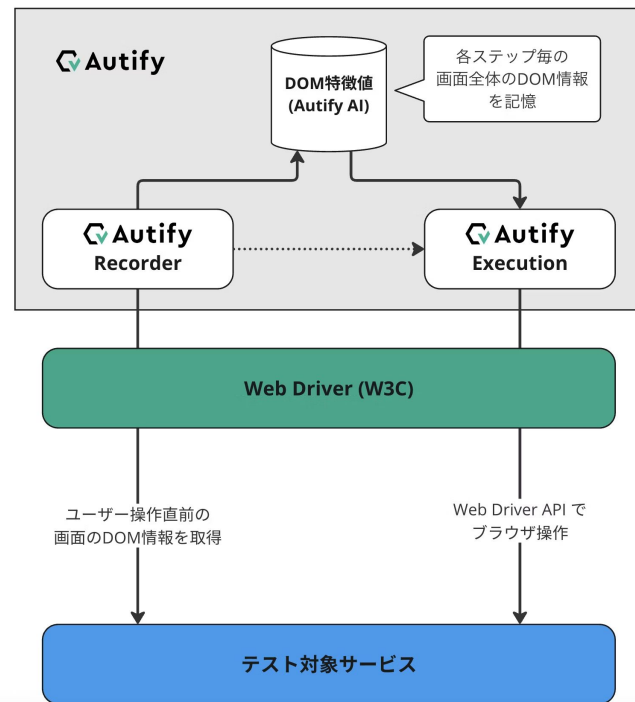 Autify
DOM特徴値
(Autify AI)
各ステップ毎の
画面全体のDOM情報
を記憶
Autify
Recorder
Autify
Execution
Web Driver (W3C)
ユーザー操作直前の
画面のDOM情報を取得
Web Driver API で
ブラウザ操作
テスト対象サービス